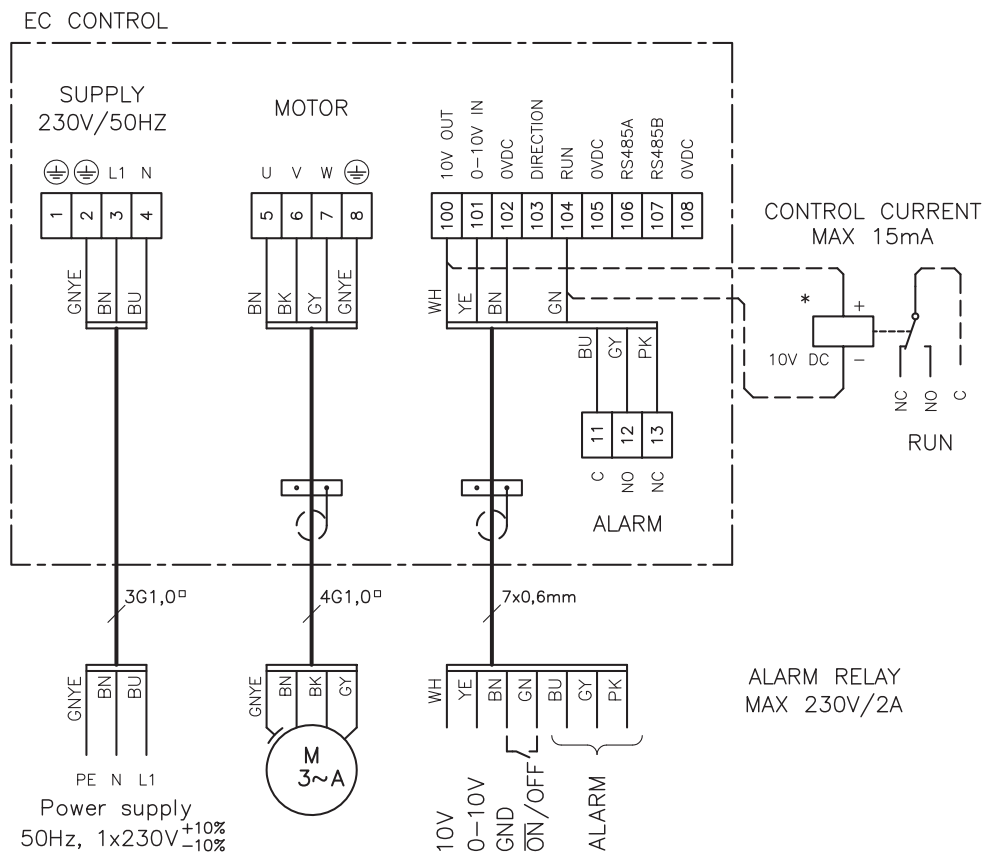 EC CONTROL
SUPPLY
230V/50HZ
MOTOR
L1 N
U V W
10V OUT
0-10V IN
0VDC
DIRECTION
RUN
0VDC
RS485A
RS485B
0VDC
1 2 3 4
5 6 7 8
100 101 102 103 104 105 106 107 108
CONTROL CURRENT
MAX 15mA
GNYE BN BU
BN BK GY GNYE
WH YE BN GN
* +
10V DC -
NC NO C
RUN
BU GY PK
11 12 13
C NO NC
ALARM
3G1,0▫
4G1,0▫
7x0,6mm
GNYE BN BU
GNYE BN BK GY
WH YE BN GN BU GY PK
ALARM RELAY
MAX 230V/2A
M
3~A
PE N L1
Power supply
50Hz, 1x230V +10% -10%
10V
0-10V
GND
O̅N̅/OFF
ALARM